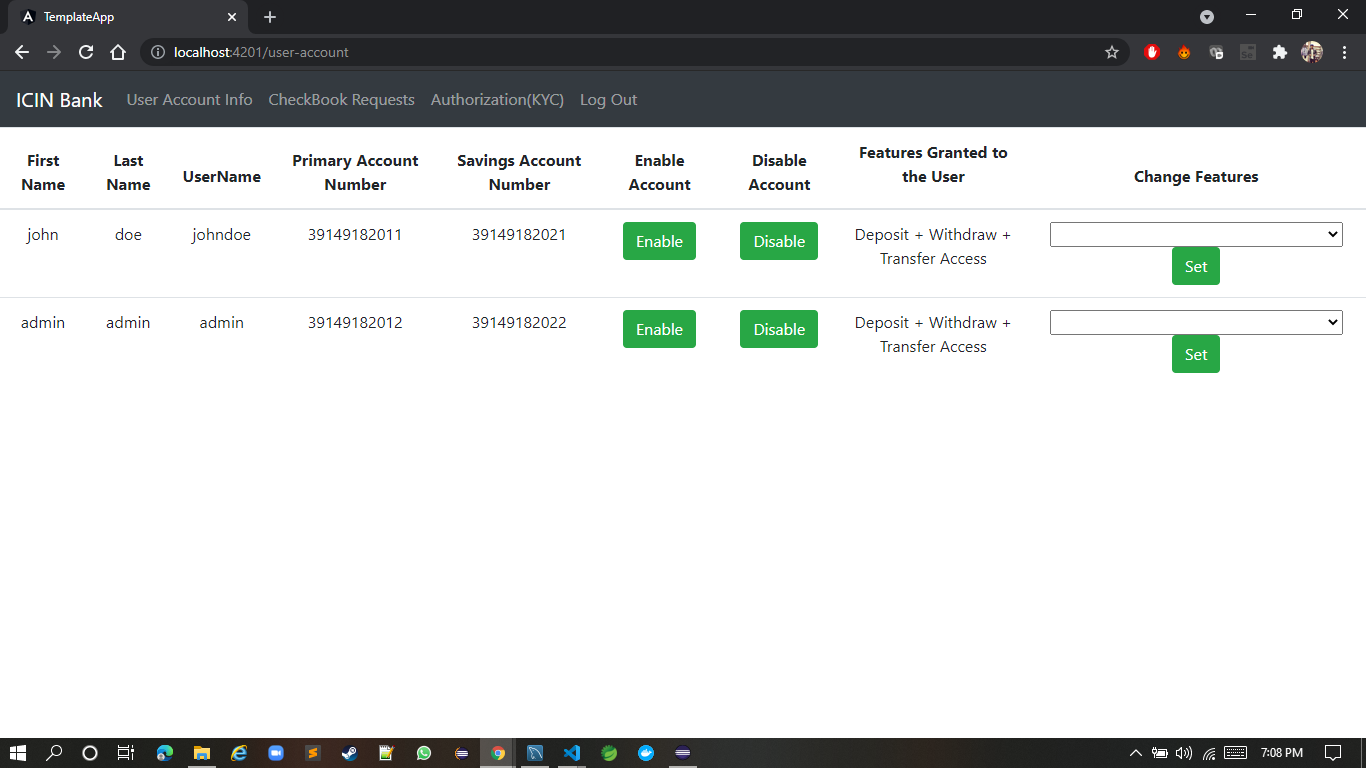 TemplateApp
localhost:4201/user-account
ICIN Bank User Account Info CheckBook Requests Authorization(KYC) Log Out
First Name Last Name UserName Primary Account Number Savings Account Number Enable Account Disable Account Features Granted to the User Change Features
john doe johndoe 39149182011 39149182021 Enable Disable Deposit + Withdraw +
Transfer Access
Set
admin admin admin 39149182012 39149182022 Enable Disable Deposit + Withdraw +
Transfer Access
Set
7:08 PM